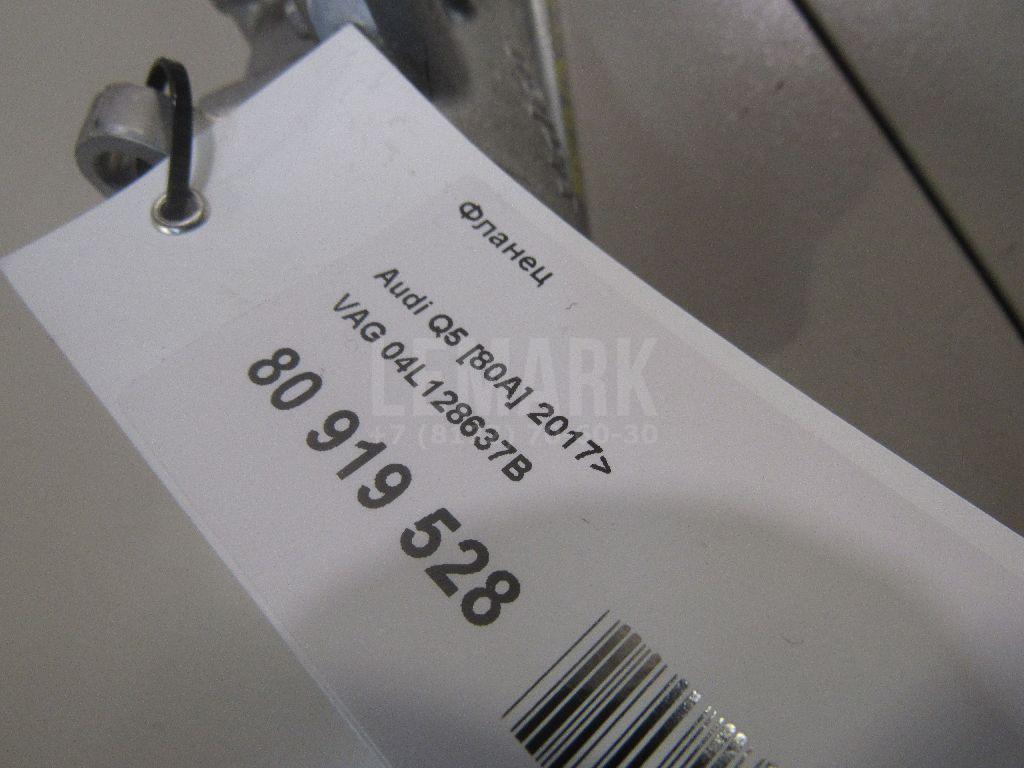 Фланец
Audi Q5 [80A] 2017>
VAG 04L128637B
80 919 528
LEMARK